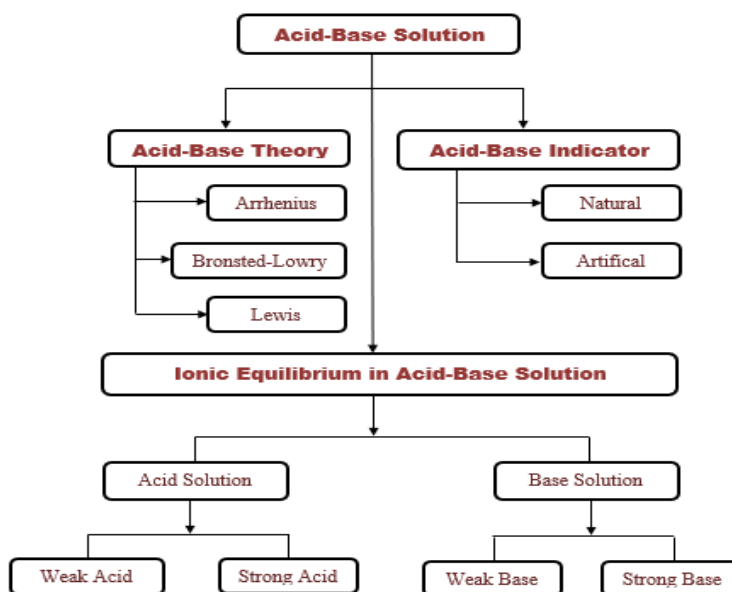 Acid-Base Solution
Acid-Base Theory
Acid-Base Indicator
Arrhenius
Natural
Bronsted-Lowry
Artifical
Lewis
Ionic Equilibrium in Acid-Base Solution
Acid Solution
Base Solution
Weak Acid
Strong Acid
Weak Base
Strong Base